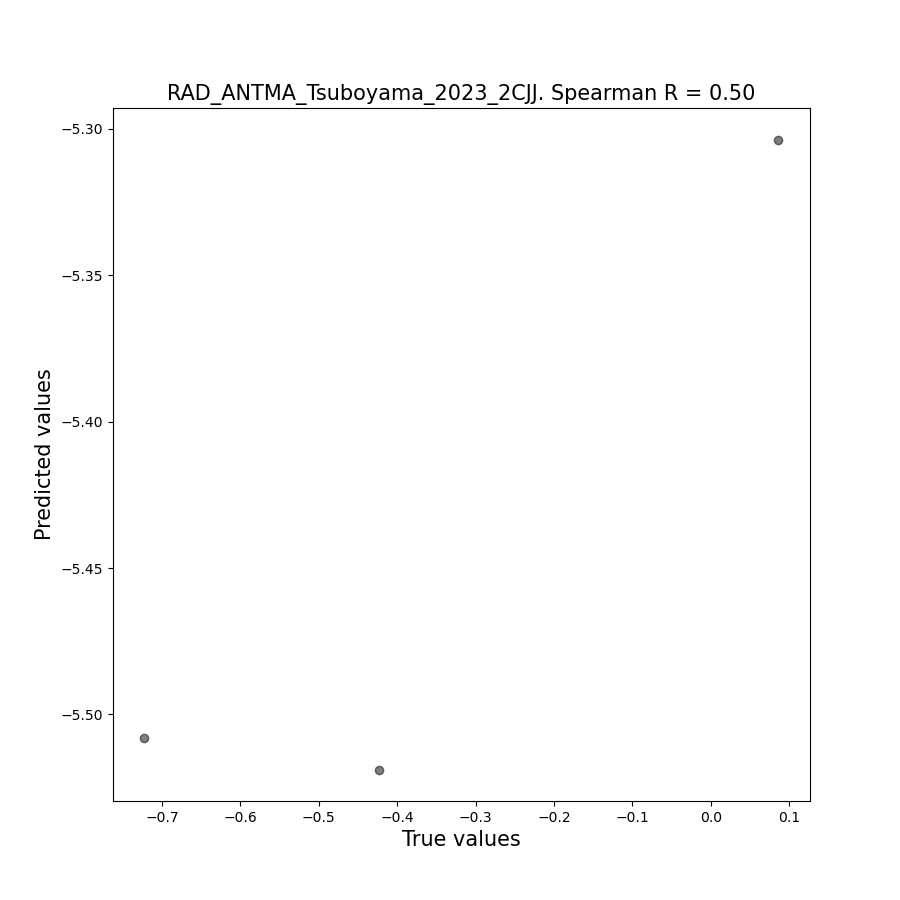 RAD_ANTMA_Tsuboyama_2023_2CJJ. Spearman R = 0.50
−5.30
−5.35
−5.40
−5.45
−5.50
Predicted values
−0.7 −0.6 −0.5 −0.4 −0.3 −0.2 −0.1 0.0 0.1
True values